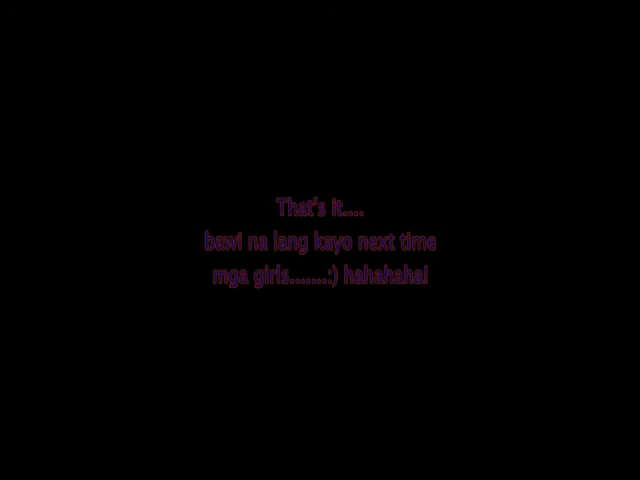 That's it....
bawi na lang kayo next time
mga girls.......:) hahahaha!